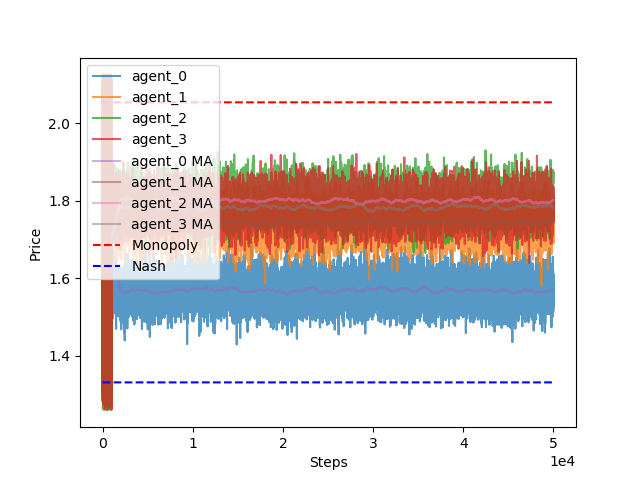 agent_0
agent_1
agent_2
agent_3
agent_0 MA
agent_1 MA
agent_2 MA
agent_3 MA
Monopoly
Nash
Price
2.0
1.8
1.6
1.4
0
1
2
3
4
5
1e4
Steps